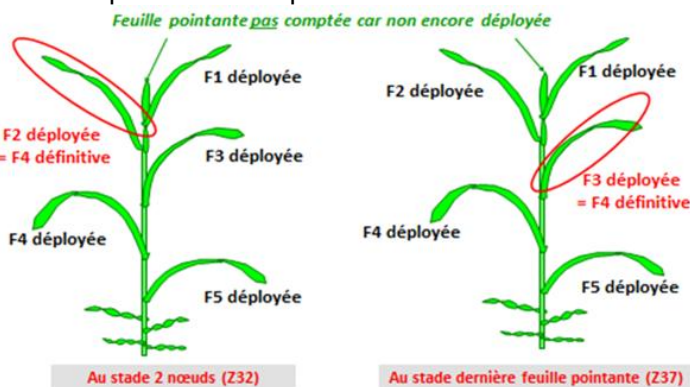 Feuille pointante pas comptée car non encore déployée
F1 déployée
F2 déployée
= F4 définitive
F3 déployée
F4 déployée
F5 déployée
Au stade 2 nœuds (Z32)
F1 déployée
F2 déployée
F3 déployée
= F4 définitive
F4 déployée
F5 déployée
Au stade dernière feuille pointante (Z37)